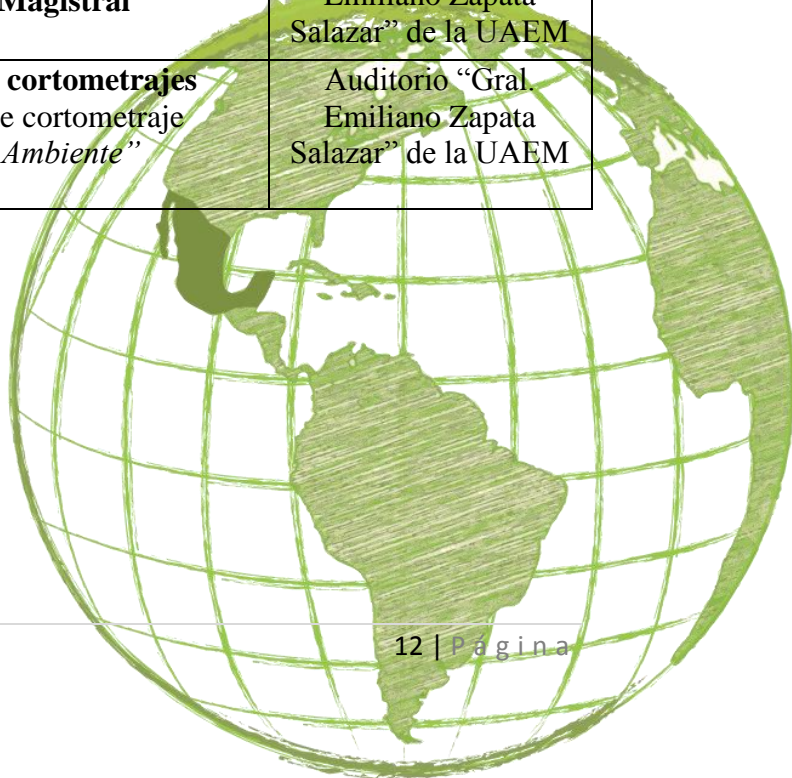 Magistral
Emiliano Zapata
Salazar” de la UAEM
cortometrajes
e cortometraje
Ambiente”
Auditorio “Gral.
Emiliano Zapata
Salazar” de la UAEM
12 | Página